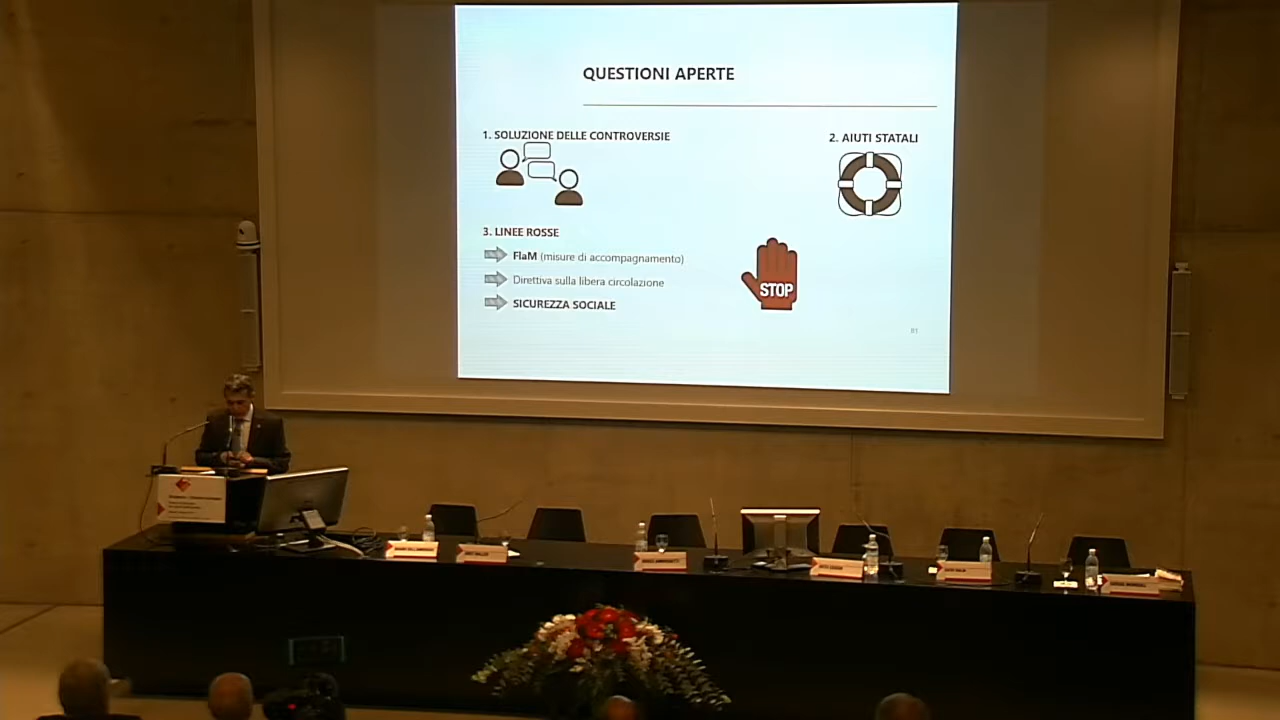 QUESTIONI APERTE
1. SOLUZIONE DELLE CONTROVERSIE
2. AIUTI STATALI
3. LINEE ROSSE
FlaM (misure di accompagnamento)
Direttiva sulla libera circolazione
SICUREZZA SOCIALE
STOP